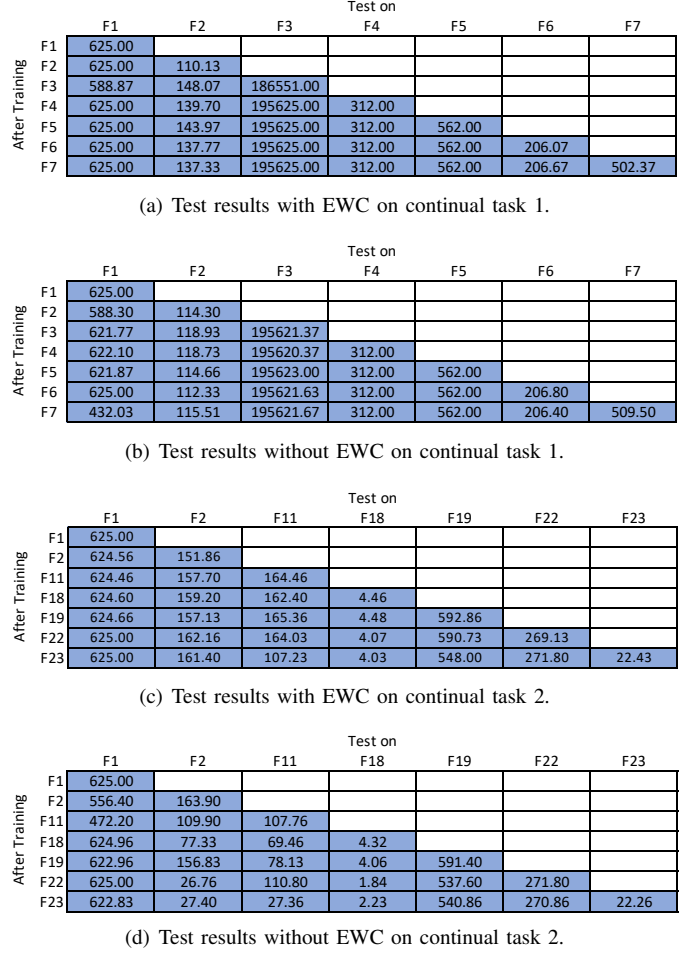 Test on
F1 F2 F3 F4 F5 F6 F7
After Training
F1 625.00
F2 625.00 110.13
F3 588.87 148.07 186551.00
F4 625.00 139.70 195625.00 312.00
F5 625.00 143.97 195625.00 312.00 562.00
F6 625.00 137.77 195625.00 312.00 562.00 206.07
F7 625.00 137.33 195625.00 312.00 562.00 206.67 502.37
(a) Test results with EWC on continual task 1.
Test on
F1 F2 F3 F4 F5 F6 F7
After Training
F1 625.00
F2 588.30 114.30
F3 621.77 118.93 195621.37
F4 622.10 118.73 195620.37 312.00
F5 621.87 114.66 195623.00 312.00 562.00
F6 625.00 112.33 195621.63 312.00 562.00 206.80
F7 432.03 115.51 195621.67 312.00 562.00 206.40 509.50
(b) Test results without EWC on continual task 1.
Test on
F1 F2 F11 F18 F19 F22 F23
After Training
F1 625.00
F2 624.56 151.86
F11 624.46 157.70 164.46
F18 624.60 159.20 162.40 4.46
F19 624.66 157.13 165.36 4.48 592.86
F22 625.00 162.16 164.03 4.07 590.73 269.13
F23 625.00 161.40 107.23 4.03 548.00 271.80 22.43
(c) Test results with EWC on continual task 2.
Test on
F1 F2 F11 F18 F19 F22 F23
After Training
F1 625.00
F2 556.40 163.90
F11 472.20 109.90 107.76
F18 624.96 77.33 69.46 4.32
F19 622.96 156.83 78.13 4.06 591.40
F22 625.00 26.76 110.80 1.84 537.60 271.80
F23 622.83 27.40 27.36 2.23 540.86 270.86 22.26
(d) Test results without EWC on continual task 2.